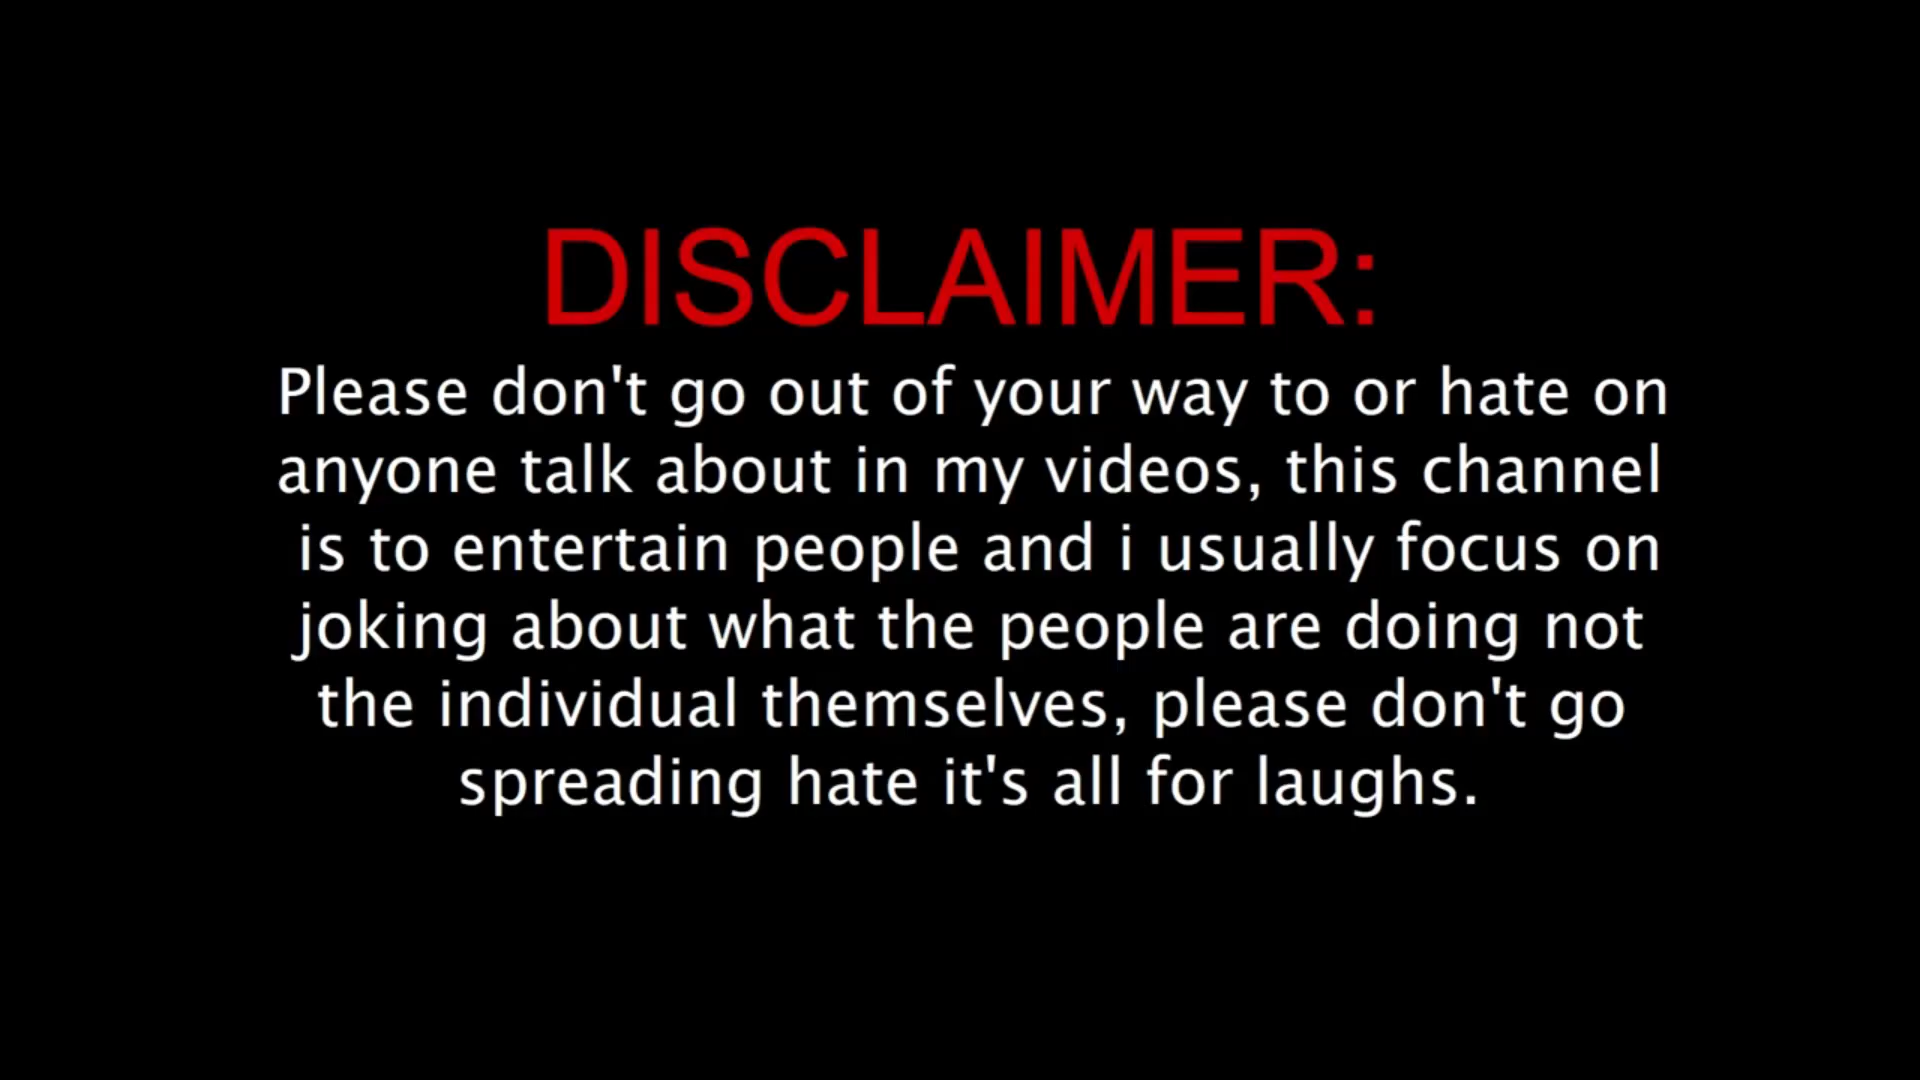 DISCLAIMER:
Please don't go out of your way to or hate on
anyone talk about in my videos, this channel
is to entertain people and i usually focus on
joking about what the people are doing not
the individual themselves, please don't go
spreading hate it's all for laughs.